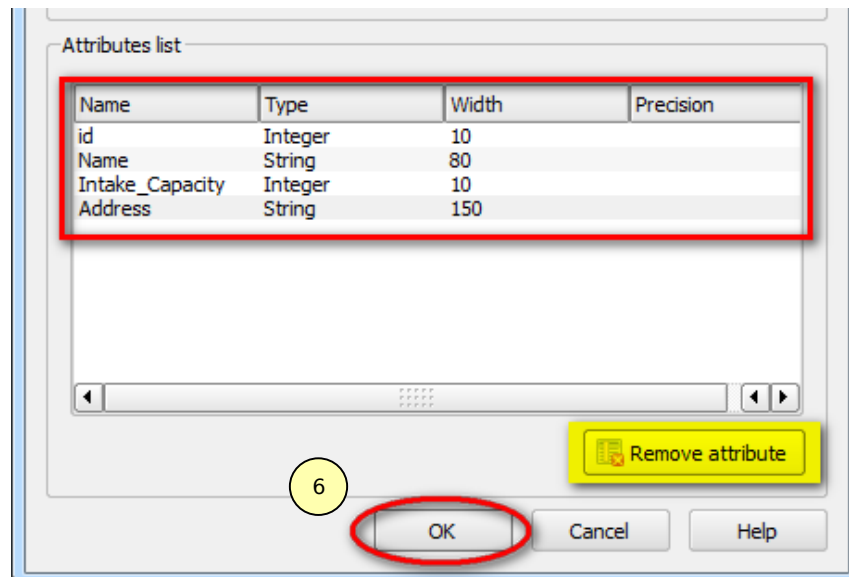 Attributes list
Name Type Width Precision
id Integer 10
Name String 80
Intake_Capacity Integer 10
Address String 150
Remove attribute
6
OK Cancel Help